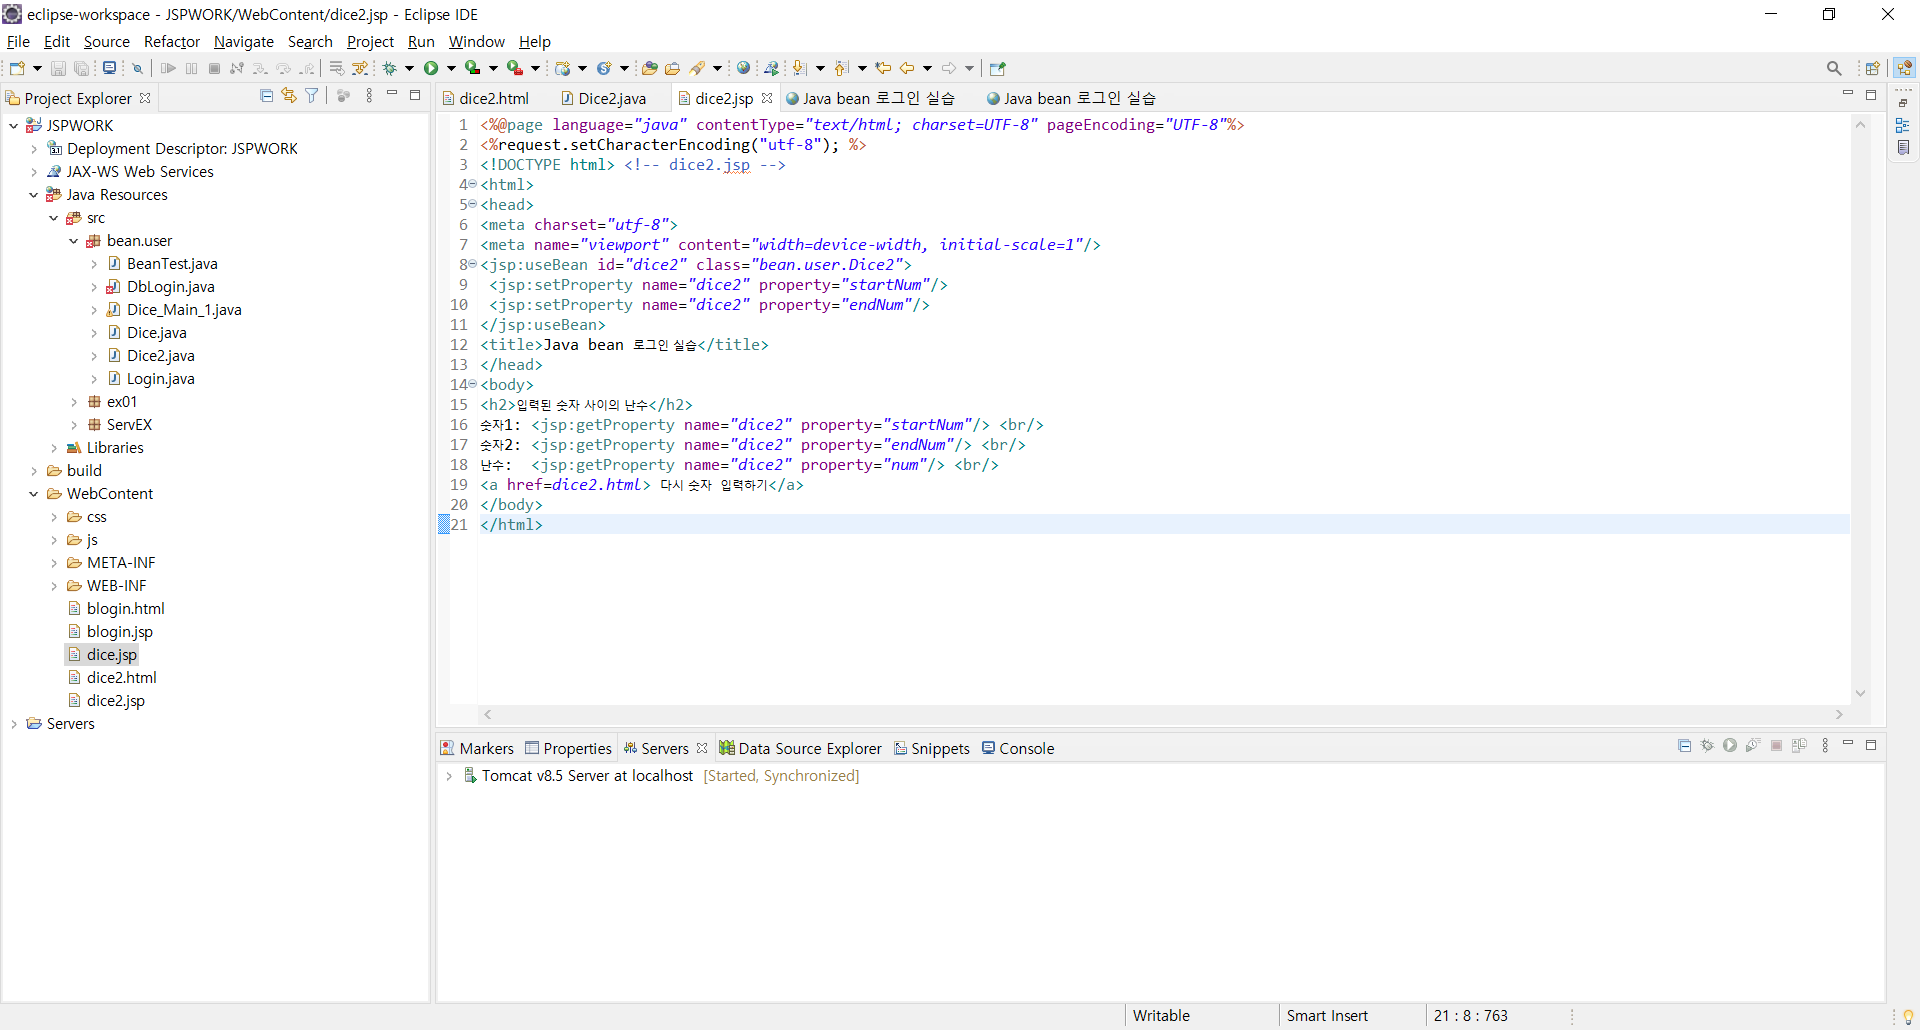 eclipse-workspace - JSPWORK/WebContent/dice2.jsp - Eclipse IDE
File Edit Source Refactor Navigate Search Project Run Window Help
Project Explorer
JSPWORK
Deployment Descriptor: JSPWORK
JAX-WS Web Services
Java Resources
src
bean.user
BeanTest.java
DbLogin.java
Dice_Main_1.java
Dice.java
Dice2.java
Login.java
ex01
ServEX
Libraries
build
WebContent
css
js
META-INF
WEB-INF
blogin.html
blogin.jsp
dice.jsp
dice2.html
dice2.jsp
Servers
dice2.html Dice2.java dice2.jsp Java bean 로그인 실습 Java bean 로그인 실습
1 <%@page language="java" contentType="text/html; charset=UTF-8" pageEncoding="UTF-8"%>
2 <%request.setCharacterEncoding("utf-8"); %>
3 <!DOCTYPE html> <!-- dice2.jsp -->
4 <html>
5 <head>
6 <meta charset="utf-8">
7 <meta name="viewport" content="width=device-width, initial-scale=1"/>
8 <jsp:useBean id="dice2" class="bean.user.Dice2">
9 <jsp:setProperty name="dice2" property="startNum"/>
10 <jsp:setProperty name="dice2" property="endNum"/>
11 </jsp:useBean>
12 <title>Java bean 로그인 실습</title>
13 </head>
14 <body>
15 <h2>입력된 숫자 사이의 난수</h2>
16 숫자1: <jsp:getProperty name="dice2" property="startNum"/> <br/>
17 숫자2: <jsp:getProperty name="dice2" property="endNum"/> <br/>
18 난수: <jsp:getProperty name="dice2" property="num"/> <br/>
19 <a href=dice2.html> 다시 숫자 입력하기</a>
20 </body>
21 </html>
Markers Properties Servers Data Source Explorer Snippets Console
Tomcat v8.5 Server at localhost [Started, Synchronized]
Writable Smart Insert 21 : 8 : 763